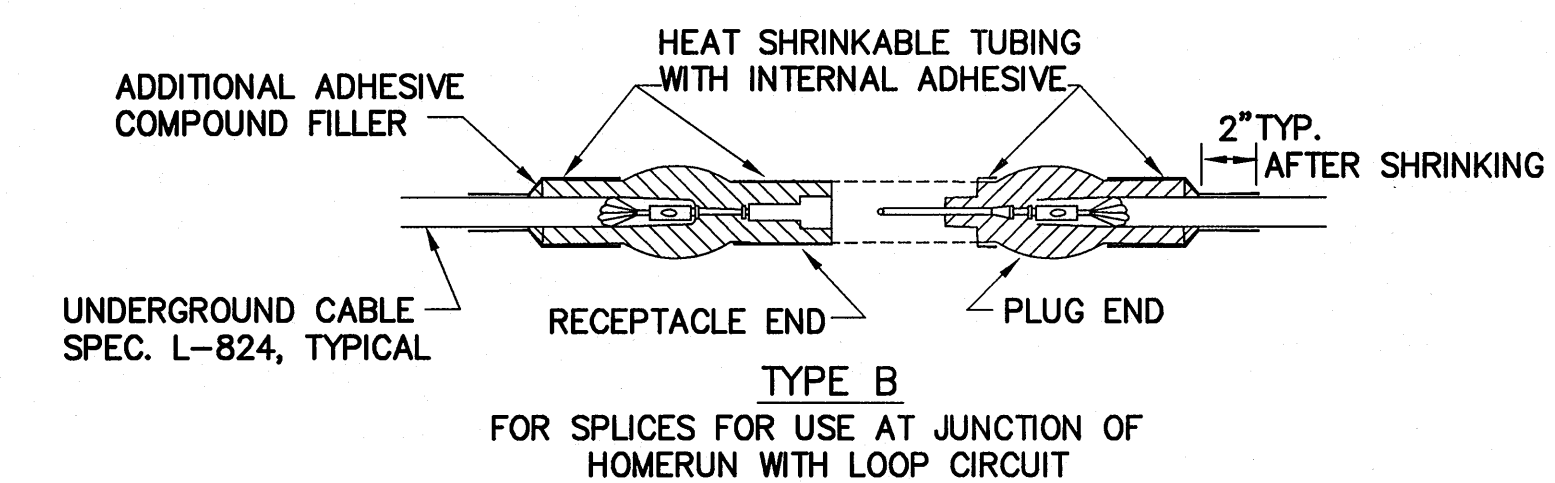 HEAT SHRINKABLE TUBING
WITH INTERNAL ADHESIVE
ADDITIONAL ADHESIVE
COMPOUND FILLER
2" TYP.
AFTER SHRINKING
UNDERGROUND CABLE
SPEC. L-824, TYPICAL
RECEPTACLE END
PLUG END
TYPE B
FOR SPLICES FOR USE AT JUNCTION OF
HOMERUN WITH LOOP CIRCUIT